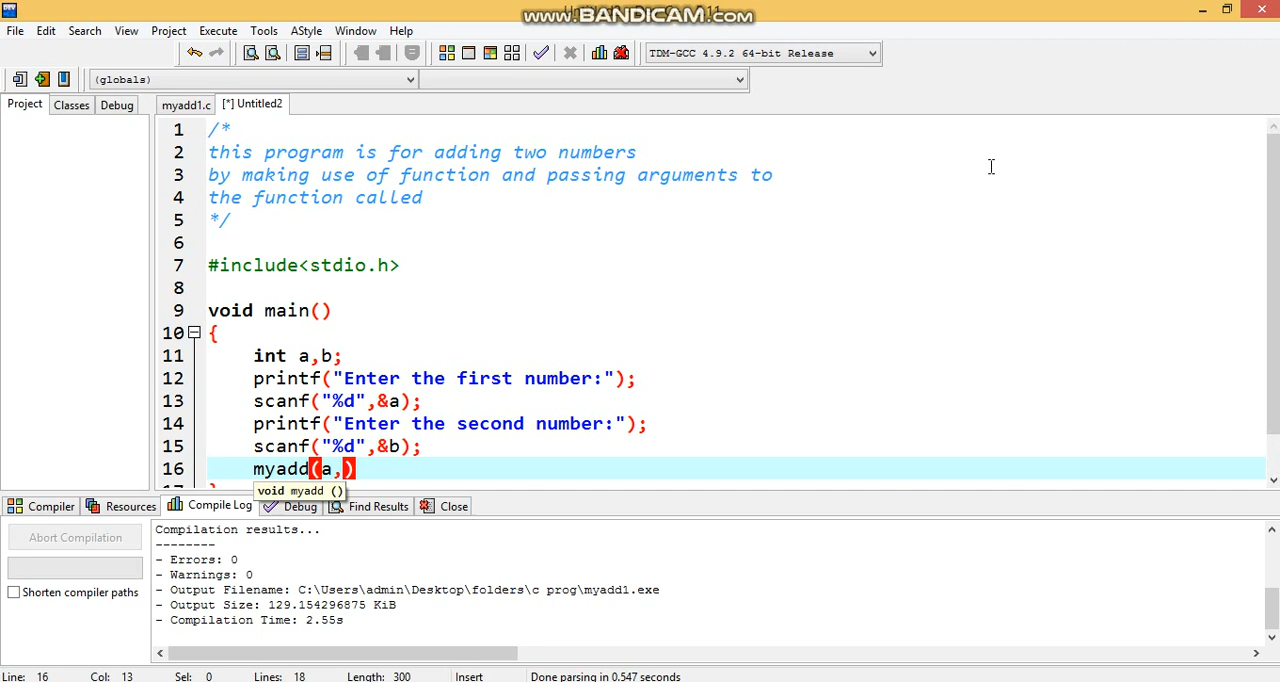 www.BANDICAM.com
File Edit Search View Project Execute Tools AStyle Window Help
TDM-GCC 4.9.2 64-bit Release
(globals)
Project Classes Debug myadd1.c [*] Untitled2
1 /*
2 this program is for adding two numbers
3 by making use of function and passing arguments to
4 the function called
5 */
6
7 #include<stdio.h>
8
9 void main()
10 {
11 int a,b;
12 printf("Enter the first number:");
13 scanf("%d",&a);
14 printf("Enter the second number:");
15 scanf("%d",&b);
16 myadd(a,)
void myadd ()
Compiler Resources Compile Log Debug Find Results Close
Abort Compilation
Shorten compiler paths
Compilation results...
--------
- Errors: 0
- Warnings: 0
- Output Filename: C:\Users\admin\Desktop\folders\c prog\myadd1.exe
- Output Size: 129.154296875 KiB
- Compilation Time: 2.55s
Line: 16 Col: 13 Sel: 0 Lines: 18 Length: 300 Insert Done parsing in 0.547 seconds